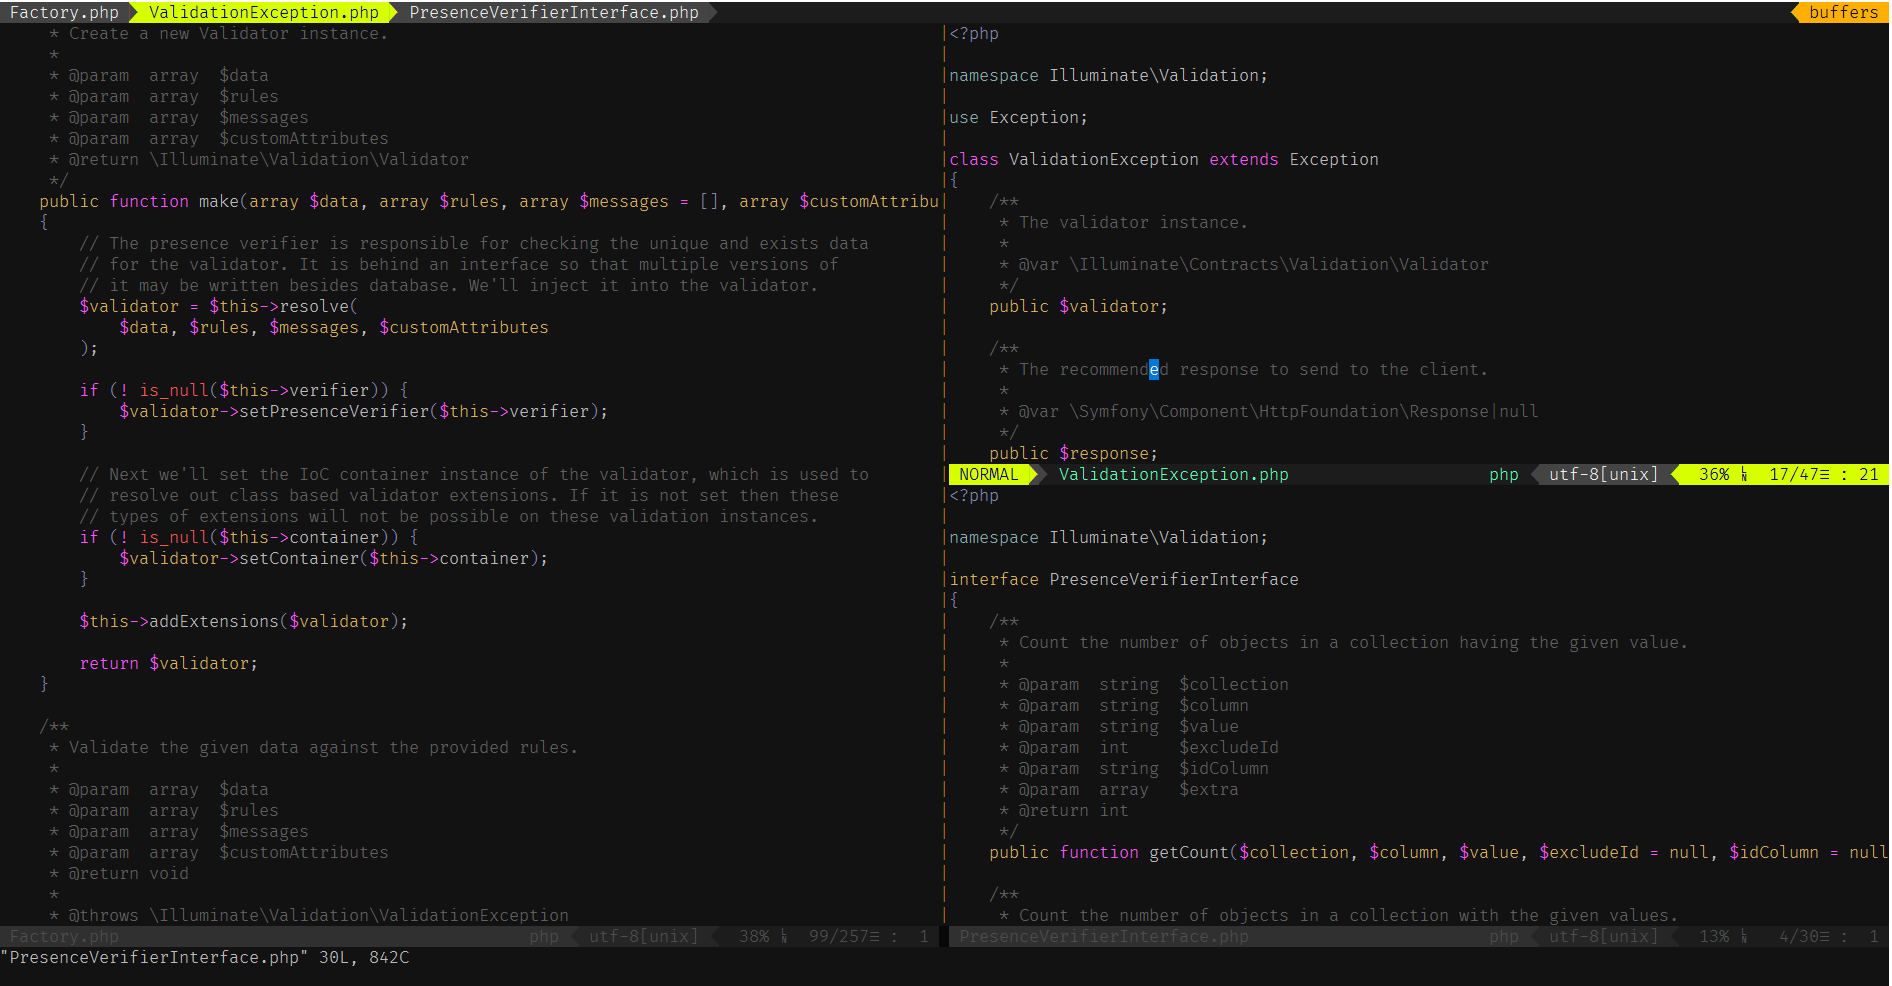 Factory.php ValidationException.php PresenceVerifierInterface.php buffers
* Create a new Validator instance.
*
* @param  array  $data
* @param  array  $rules
* @param  array  $messages
* @param  array  $customAttributes
* @return \Illuminate\Validation\Validator
*/
public function make(array $data, array $rules, array $messages = [], array $customAttribu
{
// The presence verifier is responsible for checking the unique and exists data
// for the validator. It is behind an interface so that multiple versions of
// it may be written besides database. We'll inject it into the validator.
$validator = $this->resolve(
$data, $rules, $messages, $customAttributes
);
if (! is_null($this->verifier)) {
$validator->setPresenceVerifier($this->verifier);
}
// Next we'll set the IoC container instance of the validator, which is used to
// resolve out class based validator extensions. If it is not set then these
// types of extensions will not be possible on these validation instances.
if (! is_null($this->container)) {
$validator->setContainer($this->container);
}
$this->addExtensions($validator);
return $validator;
}
/**
* Validate the given data against the provided rules.
*
* @param  array  $data
* @param  array  $rules
* @param  array  $messages
* @param  array  $customAttributes
* @return void
*
* @throws \Illuminate\Validation\ValidationException
Factory.php php utf-8[unix] 38% ␤ 99/257≡ : 1
<?php
namespace Illuminate\Validation;
use Exception;
class ValidationException extends Exception
{
/**
* The validator instance.
*
* @var \Illuminate\Contracts\Validation\Validator
*/
public $validator;
/**
* The recommended response to send to the client.
*
* @var \Symfony\Component\HttpFoundation\Response|null
*/
public $response;
NORMAL ValidationException.php php utf-8[unix] 36% ␤ 17/47≡ : 21
<?php
namespace Illuminate\Validation;
interface PresenceVerifierInterface
{
/**
* Count the number of objects in a collection having the given value.
*
* @param  string  $collection
* @param  string  $column
* @param  string  $value
* @param  int     $excludeId
* @param  string  $idColumn
* @param  array   $extra
* @return int
*/
public function getCount($collection, $column, $value, $excludeId = null, $idColumn = null
/**
* Count the number of objects in a collection with the given values.
PresenceVerifierInterface.php php utf-8[unix] 13% ␤ 4/30≡ : 1
"PresenceVerifierInterface.php" 30L, 842C